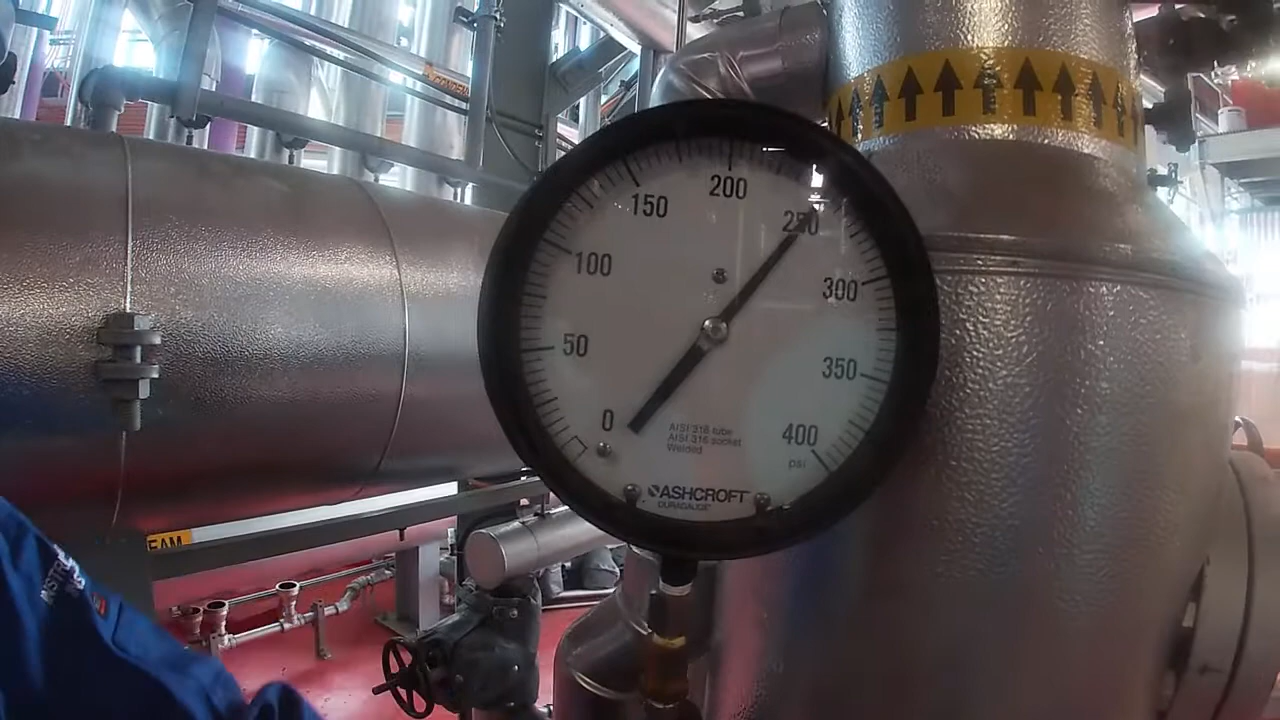 CONDEN
200
150
250
100
300
50
350
0
400
psi
AISI 316 tube
AISI 316 socket
Welded
ASHCROFT
DURAGAUGE
EAM